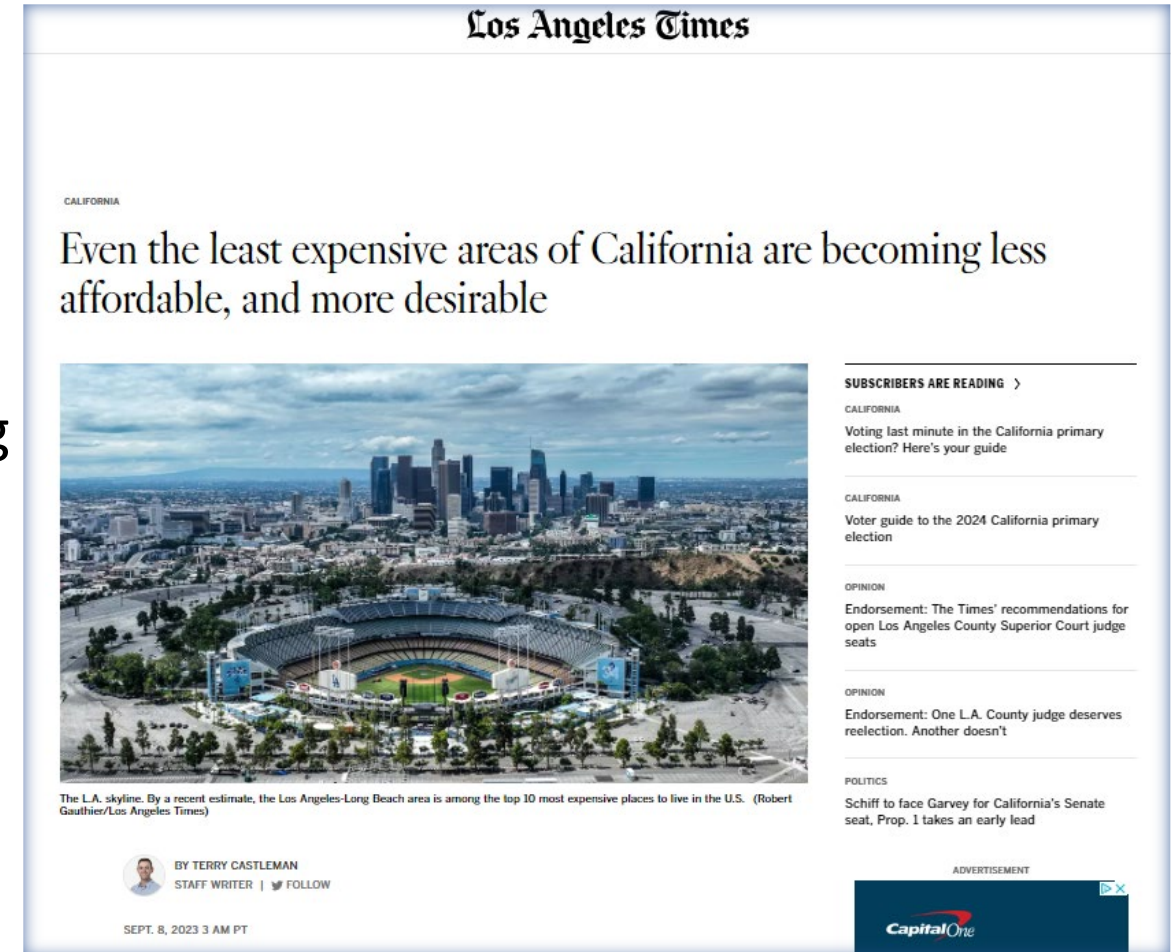 Los Angeles Times
CALIFORNIA
Even the least expensive areas of California are becoming less
affordable, and more desirable
g
The L.A. skyline. By a recent estimate, the Los Angeles-Long Beach area is among the top 10 most expensive places to live in the U.S. (Robert
Gauthier/Los Angeles Times)
BY TERRY CASTLEMAN
STAFF WRITER | FOLLOW
SEPT. 8, 2023 3 AM PT
SUBSCRIBERS ARE READING >
CALIFORNIA
Voting last minute in the California primary
election? Here's your guide
CALIFORNIA
Voter guide to the 2024 California primary
election
OPINION
Endorsement: The Times' recommendations for
open Los Angeles County Superior Court judge
seats
OPINION
Endorsement: One L.A. County judge deserves
reelection. Another doesn't
POLITICS
Schiff to face Garvey for California's Senate
seat, Prop. 1 takes an early lead
ADVERTISEMENT
Capital One